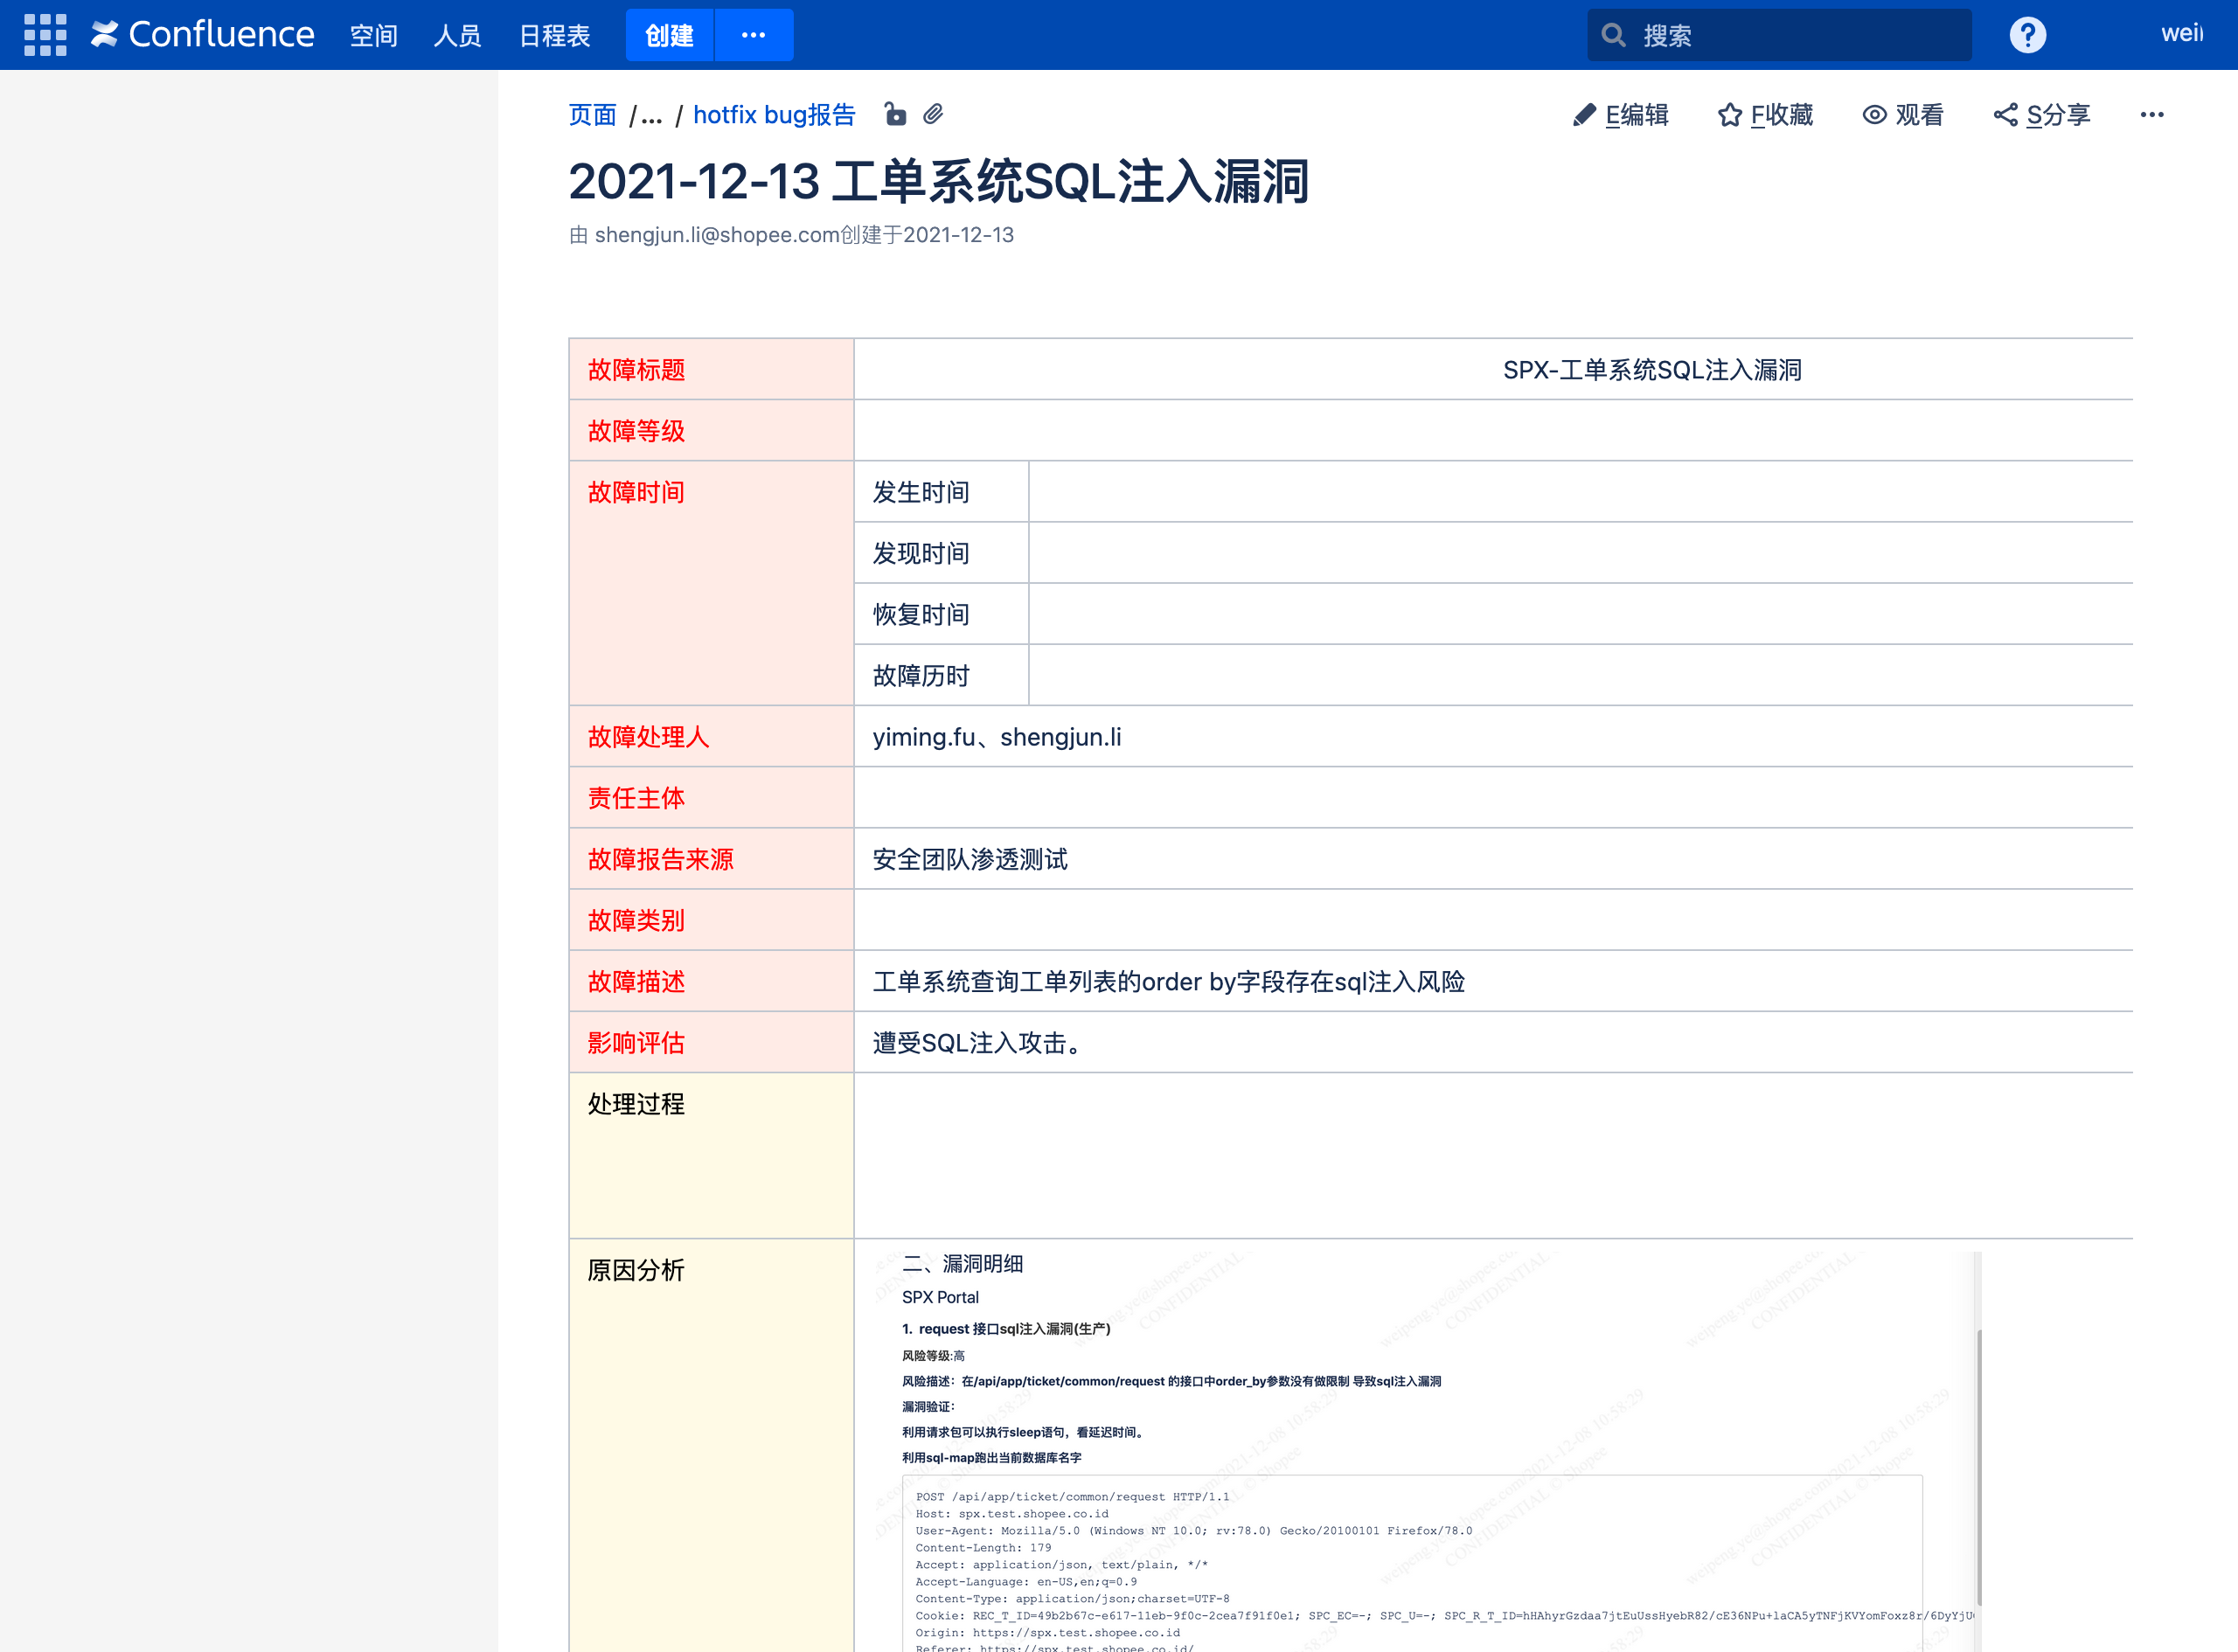 Confluence 空间 人员 日程表 创建 ··· 搜索 ?
页面 /... / hotfix bug报告 E编辑 F收藏 观看 S分享 ···
2021-12-13 工单系统SQL注入漏洞
由 shengjun.li@shopee.com创建于2021-12-13
故障标题 SPX-工单系统SQL注入漏洞
故障等级
故障时间 发生时间
发现时间
恢复时间
故障历时
故障处理人 yiming.fu、shengjun.li
责任主体
故障报告来源 安全团队渗透测试
故障类别
故障描述 工单系统查询工单列表的order by字段存在sql注入风险
影响评估 遭受SQL注入攻击。
处理过程
原因分析 二、漏洞明细
SPX Portal
1. request 接口sql注入漏洞(生产)
风险等级:高
风险描述：在/api/app/ticket/common/request 的接口中order_by参数没有做限制 导致sql注入漏洞
漏洞验证：
利用请求包可以执行sleep语句，看延迟时间。
利用sql-map跑出当前数据库名字
POST /api/app/ticket/common/request HTTP/1.1
Host: spx.test.shopee.co.id
User-Agent: Mozilla/5.0 (Windows NT 10.0; rv:78.0) Gecko/20100101 Firefox/78.0
Content-Length: 179
Accept: application/json, text/plain, */*
Accept-Language: en-US,en;q=0.9
Content-Type: application/json;charset=UTF-8
Cookie: REC_T_ID=49b2b67c-e617-11eb-9f0c-2cea7f91f0e1; SPC_EC=-; SPC_U=-;
Origin: https://spx.test.shopee.co.id
Referer: https://spx.test.shopee.co.id/